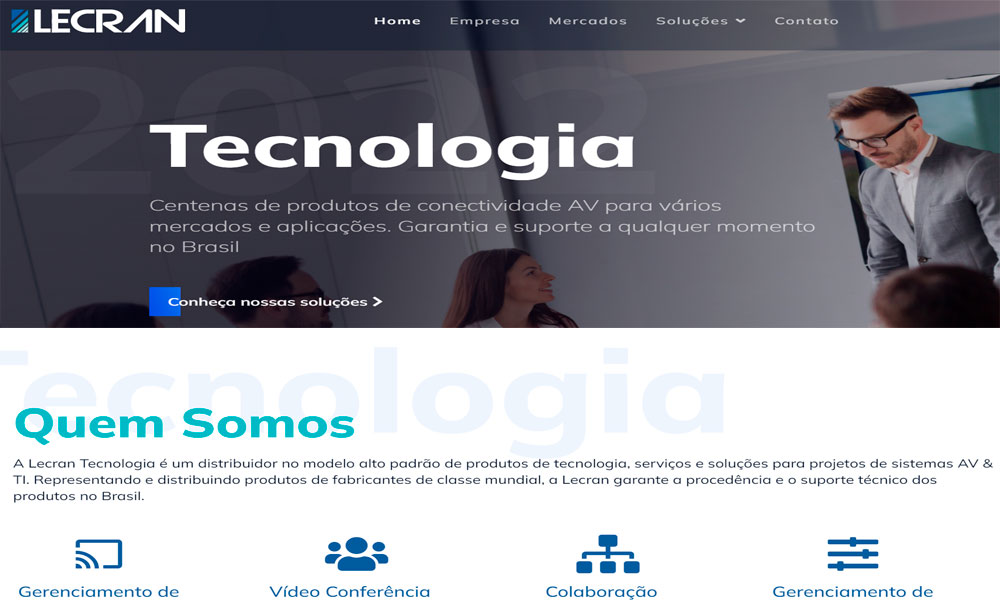 LECRAN
Home Empresa Mercados Soluções Contato
2022
Tecnologia
Centenas de produtos de conectividade AV para vários
mercados e aplicações. Garantia e suporte a qualquer momento
no Brasil
Conheça nossas soluções
Tecnologia
Quem Somos
A Lecran Tecnologia é um distribuidor no modelo alto padrão de produtos de tecnologia, serviços e soluções para projetos de sistemas AV &
TI. Representando e distribuindo produtos de fabricantes de classe mundial, a Lecran garante a procedência e o suporte técnico dos
produtos no Brasil.
Gerenciamento de Vídeo Conferência Colaboração Gerenciamento de